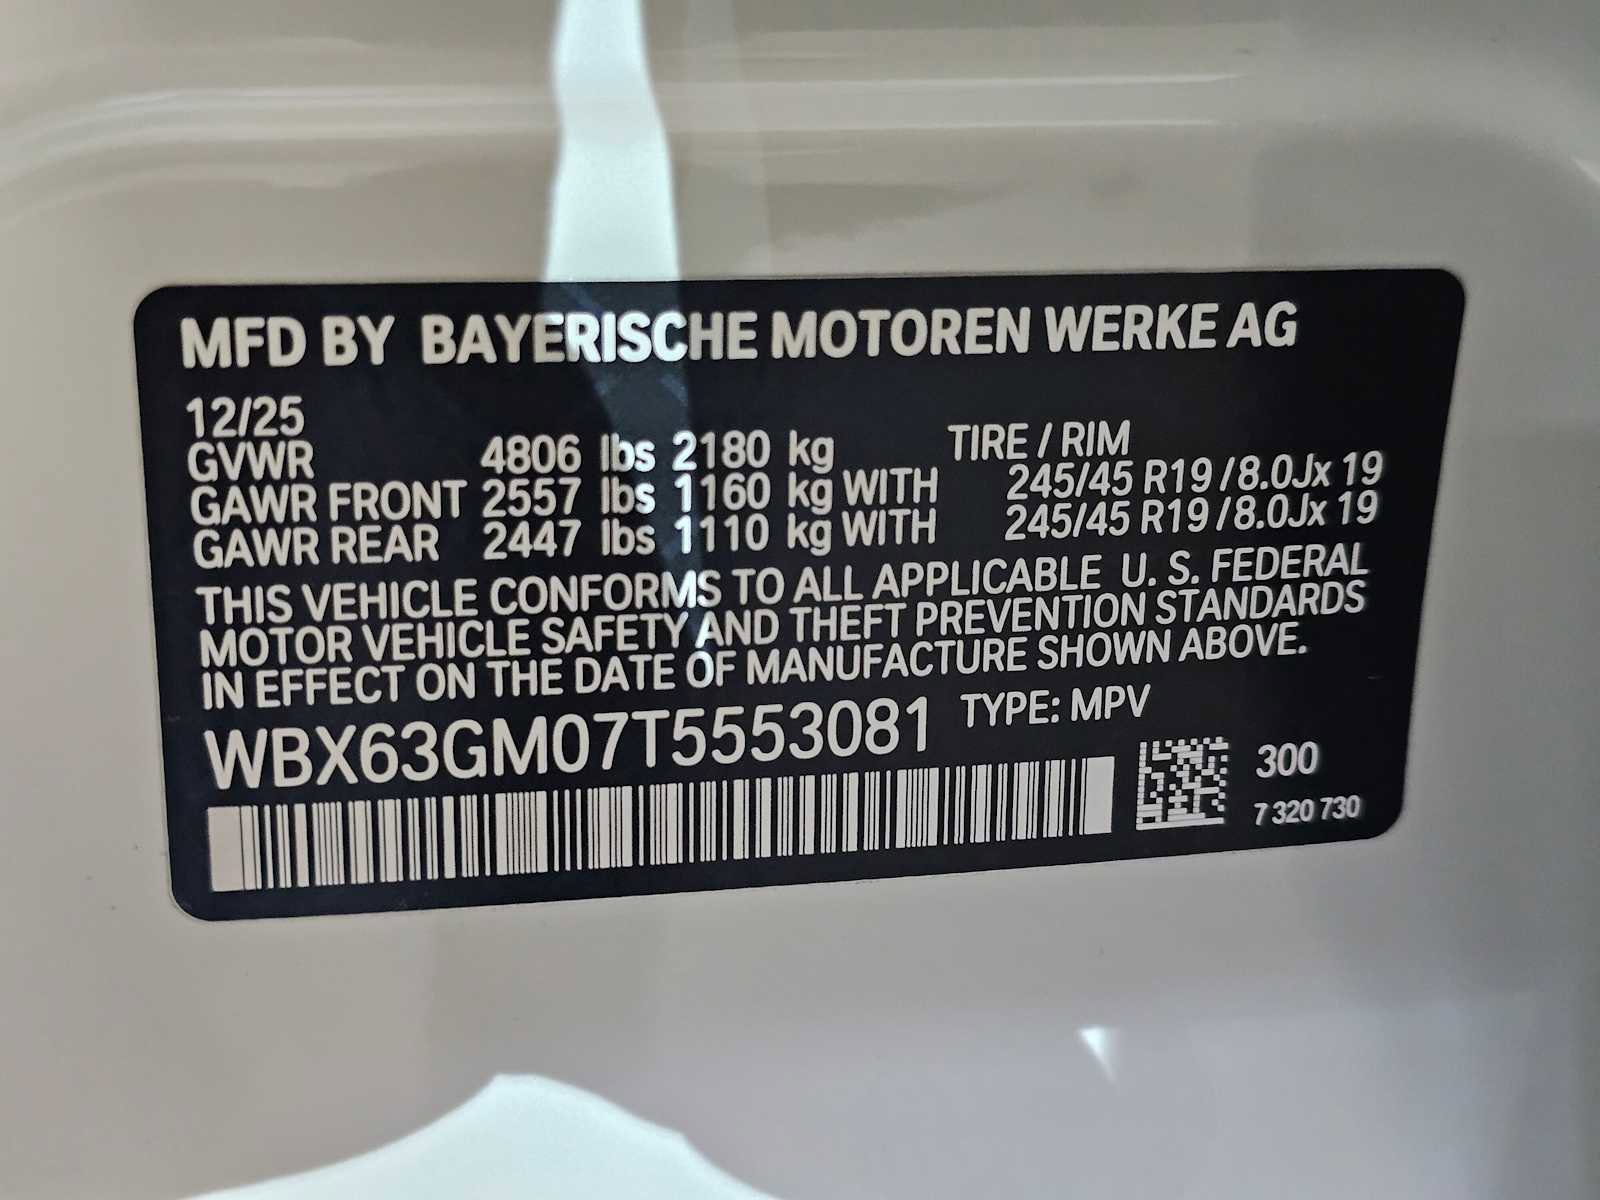 MFD BY BAYERISCHE MOTOREN WERKE AG
12/25
GVWR 4806 lbs 2180 kg TIRE / RIM
GAWR FRONT 2557 lbs 1160 kg WITH 245/45 R19 / 8.0Jx 19
GAWR REAR 2447 lbs 1110 kg WITH 245/45 R19 / 8.0Jx 19
THIS VEHICLE CONFORMS TO ALL APPLICABLE U. S. FEDERAL
MOTOR VEHICLE SAFETY AND THEFT PREVENTION STANDARDS
IN EFFECT ON THE DATE OF MANUFACTURE SHOWN ABOVE.
WBX63GM07T5553081 TYPE: MPV
300
7 320 730